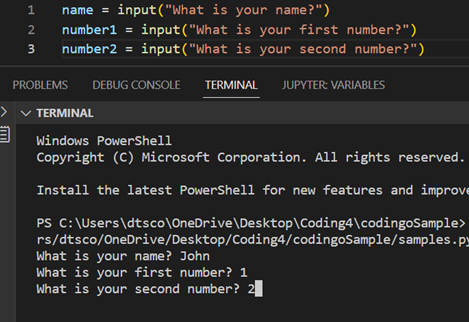 1 name = input("What is your name?")
2 number1 = input("What is your first number?")
3 number2 = input("What is your second number?")
PROBLEMS DEBUG CONSOLE TERMINAL JUPYTER: VARIABLES
TERMINAL
Windows PowerShell
Copyright (C) Microsoft Corporation. All rights reserved.
Install the latest PowerShell for new features and improve
PS C:\Users\dtsco\OneDrive\Desktop\Coding4\codingoSample>
rs/dtsco/OneDrive/Desktop/Coding4/codingoSample/samples.py
What is your name? John
What is your first number? 1
What is your second number? 2